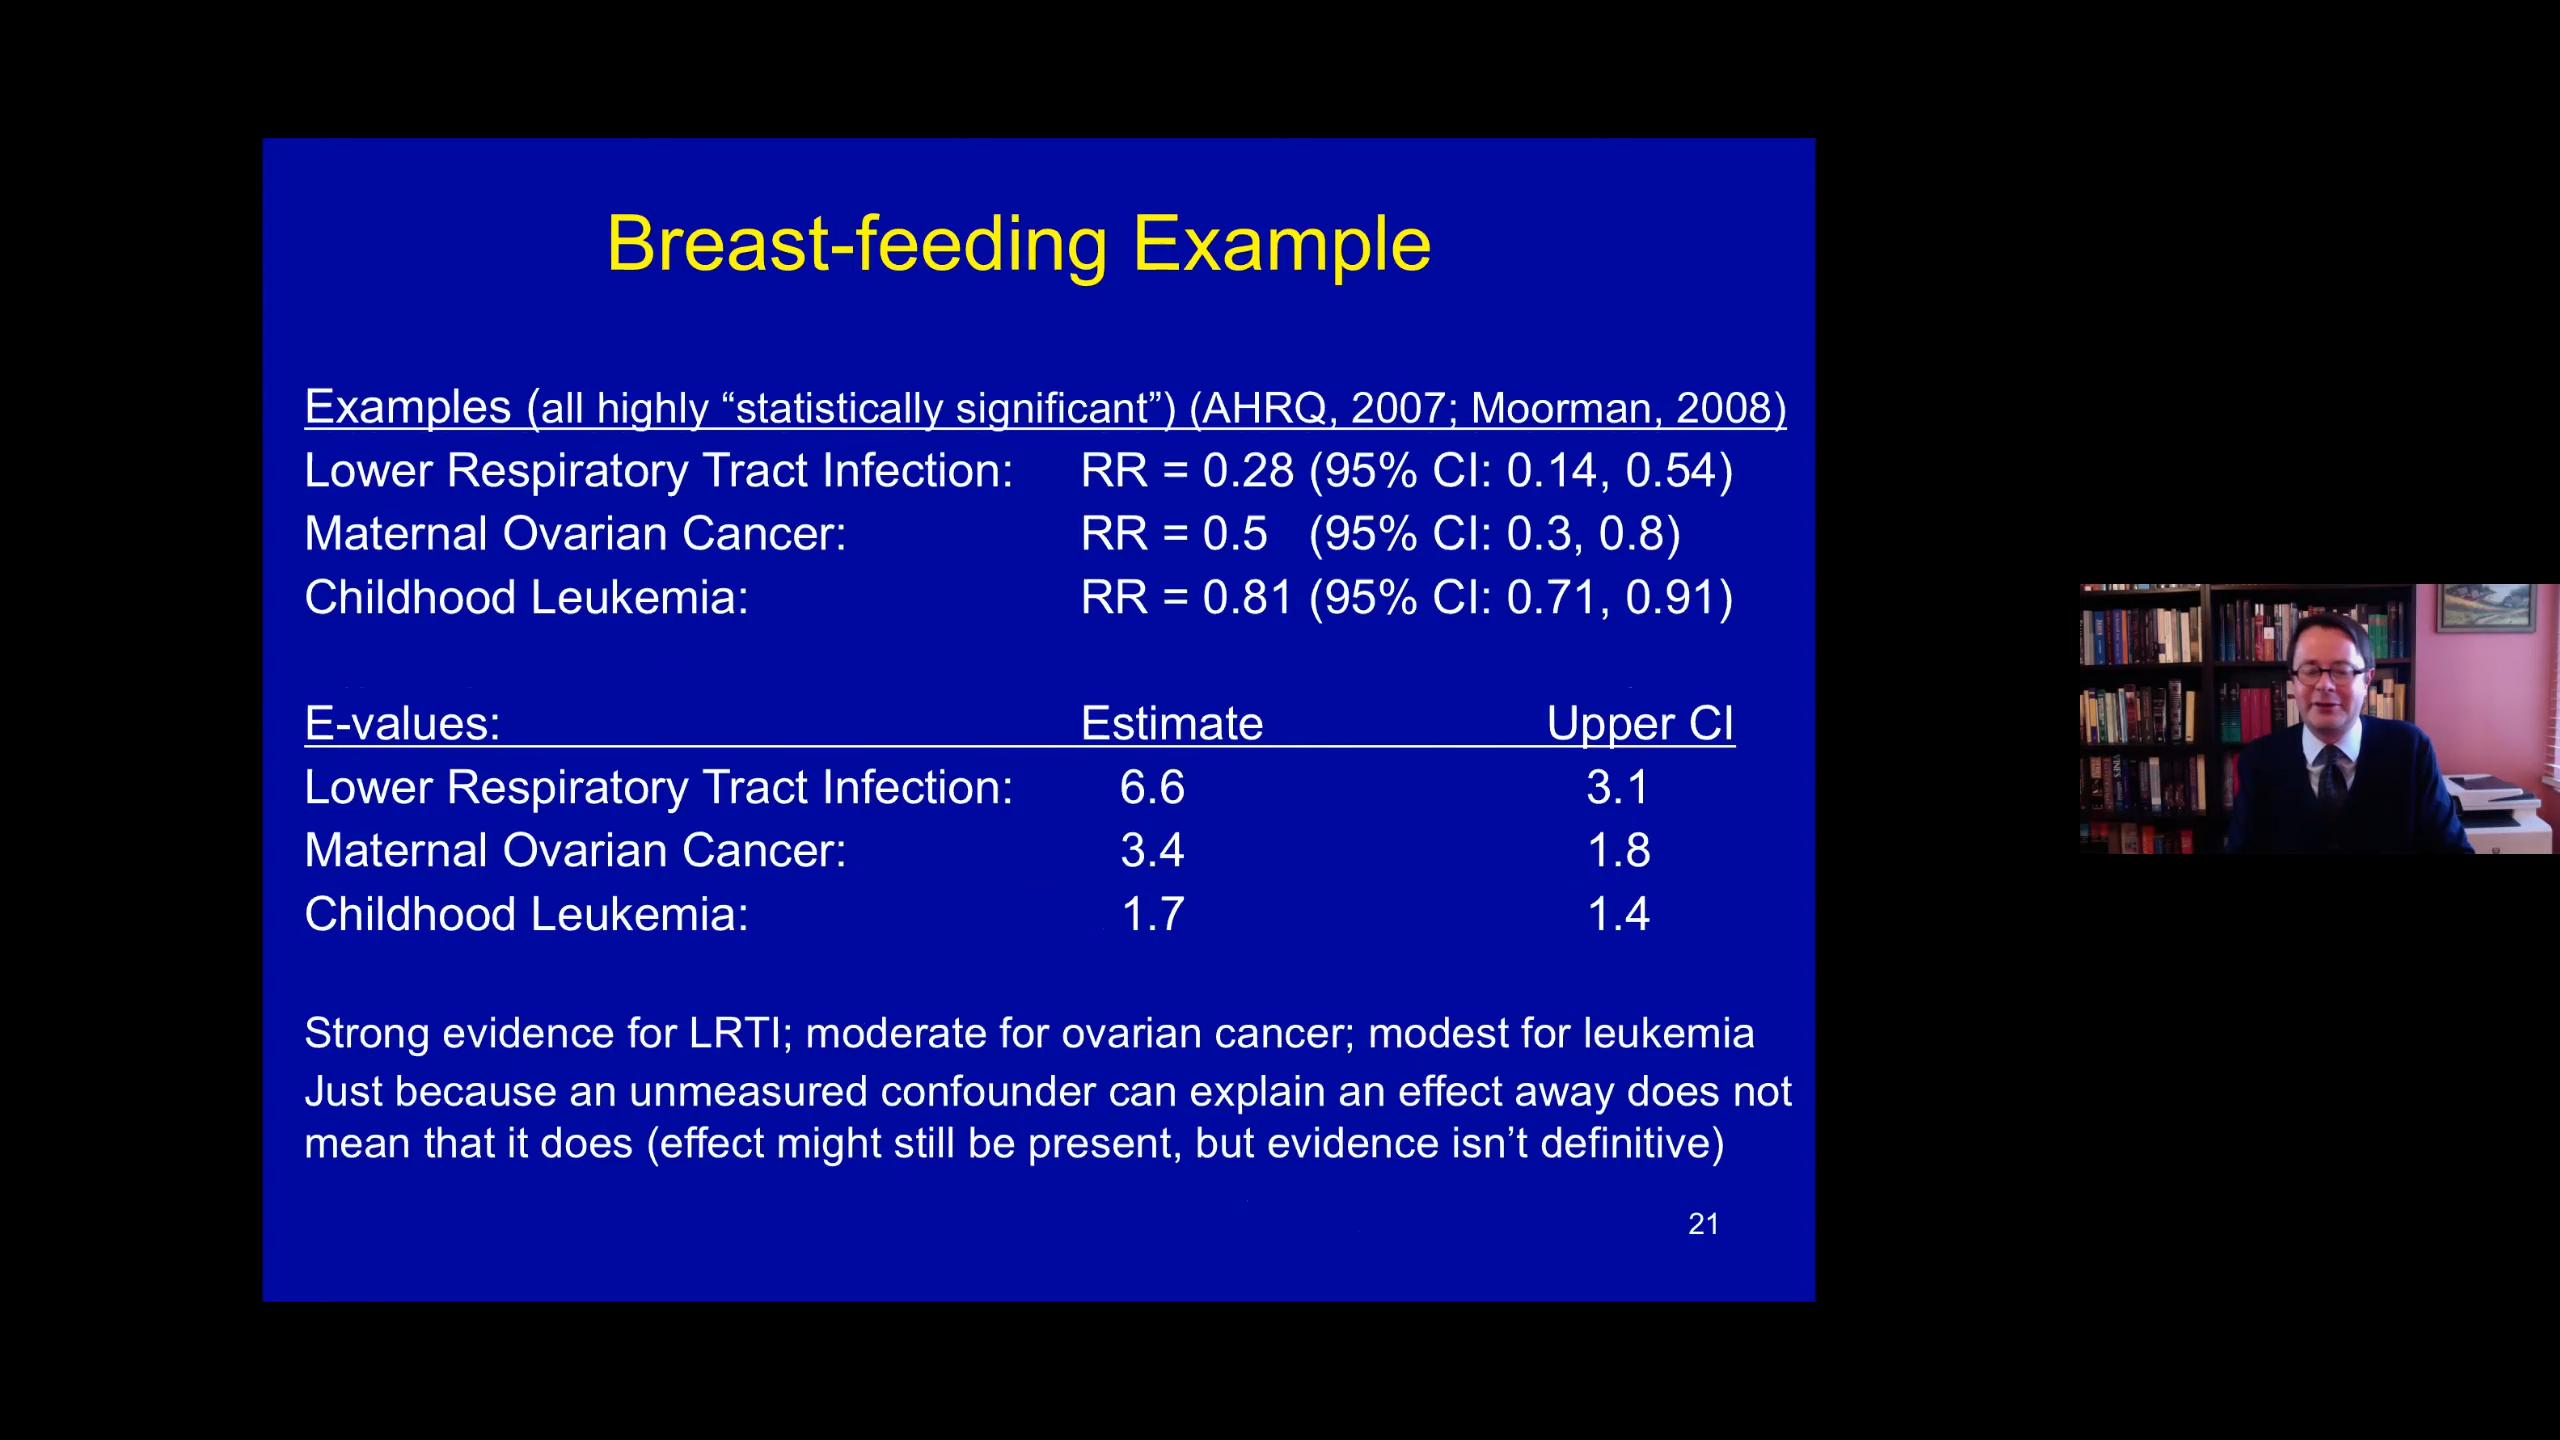 Breast-feeding Example
Examples (all highly “statistically significant”) (AHRQ, 2007; Moorman, 2008)
Lower Respiratory Tract Infection: RR = 0.28 (95% CI: 0.14, 0.54)
Maternal Ovarian Cancer: RR = 0.5 (95% CI: 0.3, 0.8)
Childhood Leukemia: RR = 0.81 (95% CI: 0.71, 0.91)
E-values: Estimate Upper CI
Lower Respiratory Tract Infection: 6.6 3.1
Maternal Ovarian Cancer: 3.4 1.8
Childhood Leukemia: 1.7 1.4
Strong evidence for LRTI; moderate for ovarian cancer; modest for leukemia
Just because an unmeasured confounder can explain an effect away does not
mean that it does (effect might still be present, but evidence isn’t definitive)
21